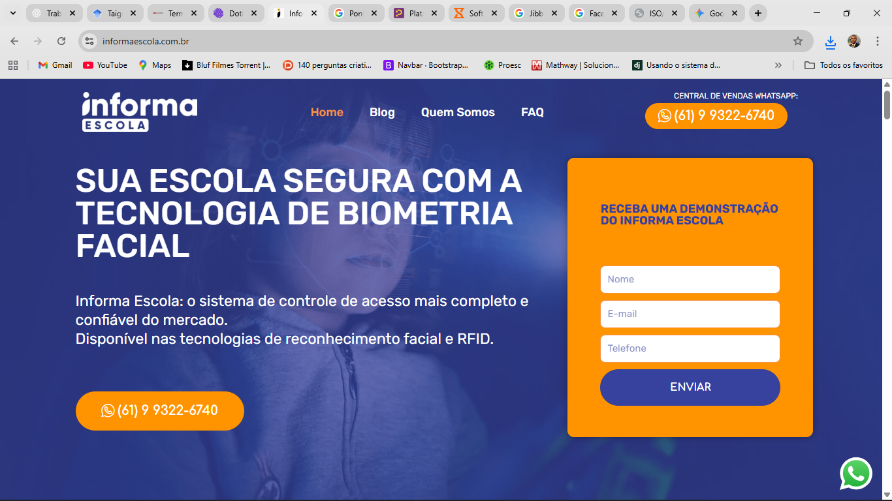 Trab
Taig
Term
Dot
Info
Pon
Plat
Soft
Jibb
Face
ISO.
Goo
informaescola.com.br
Gmail
YouTube
Maps
Bluf Filmes Torrent |...
140 perguntas criati...
Navbar · Bootstrap...
Proesc
Mathway | Solucion...
Usando o sistema d...
»
Todos os favoritos
informa
ESCOLA
Home
Blog
Quem Somos
FAQ
CENTRAL DE VENDAS WHATSAPP:
(61) 9 9322-6740
SUA ESCOLA SEGURA COM A
TECNOLOGIA DE BIOMETRIA
FACIAL
Informa Escola: o sistema de controle de acesso mais completo e
confiável do mercado.
Disponível nas tecnologias de reconhecimento facial e RFID.
(61) 9 9322-6740
RECEBA UMA DEMONSTRAÇÃO
DO INFORMA ESCOLA
Nome
E-mail
Telefone
ENVIAR